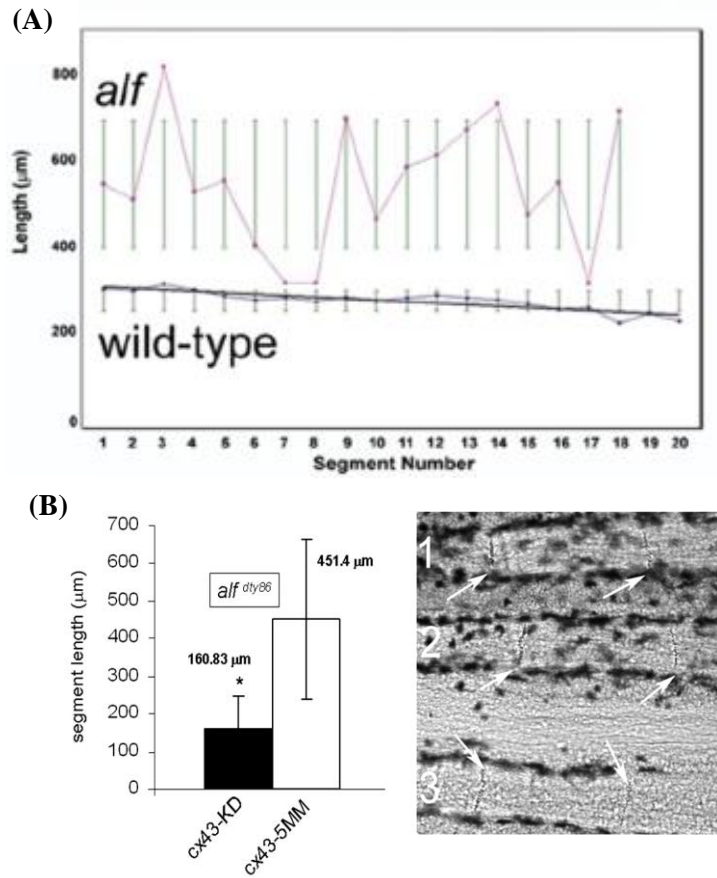 (A)
800
600
400
200
0
Length (µm)
alf
wild-type
1 2 3 4 5 6 7 8 9 10 11 12 13 14 15 16 17 18 19 20
Segment Number
(B)
700
600
500
400
300
200
100
0
segment length (µm)
alf dty86
160.83 µm
*
451.4 µm
cx43-KD
cx43-5MM
1
2
3